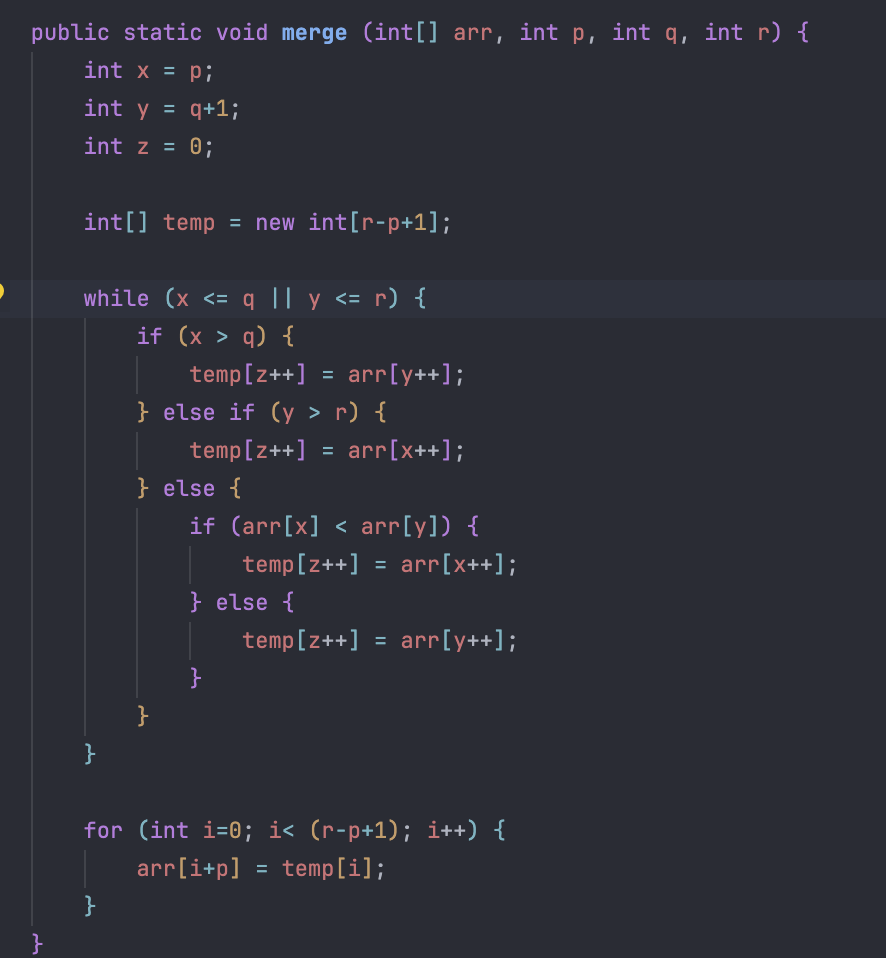 public static void merge (int[] arr, int p, int q, int r) {
    int x = p;
    int y = q+1;
    int z = 0;

    int[] temp = new int[r-p+1];

    while (x <= q || y <= r) {
        if (x > q) {
            temp[z++] = arr[y++];
        } else if (y > r) {
            temp[z++] = arr[x++];
        } else {
            if (arr[x] < arr[y]) {
                temp[z++] = arr[x++];
            } else {
                temp[z++] = arr[y++];
            }
        }
    }

    for (int i=0; i< (r-p+1); i++) {
        arr[i+p] = temp[i];
    }
}